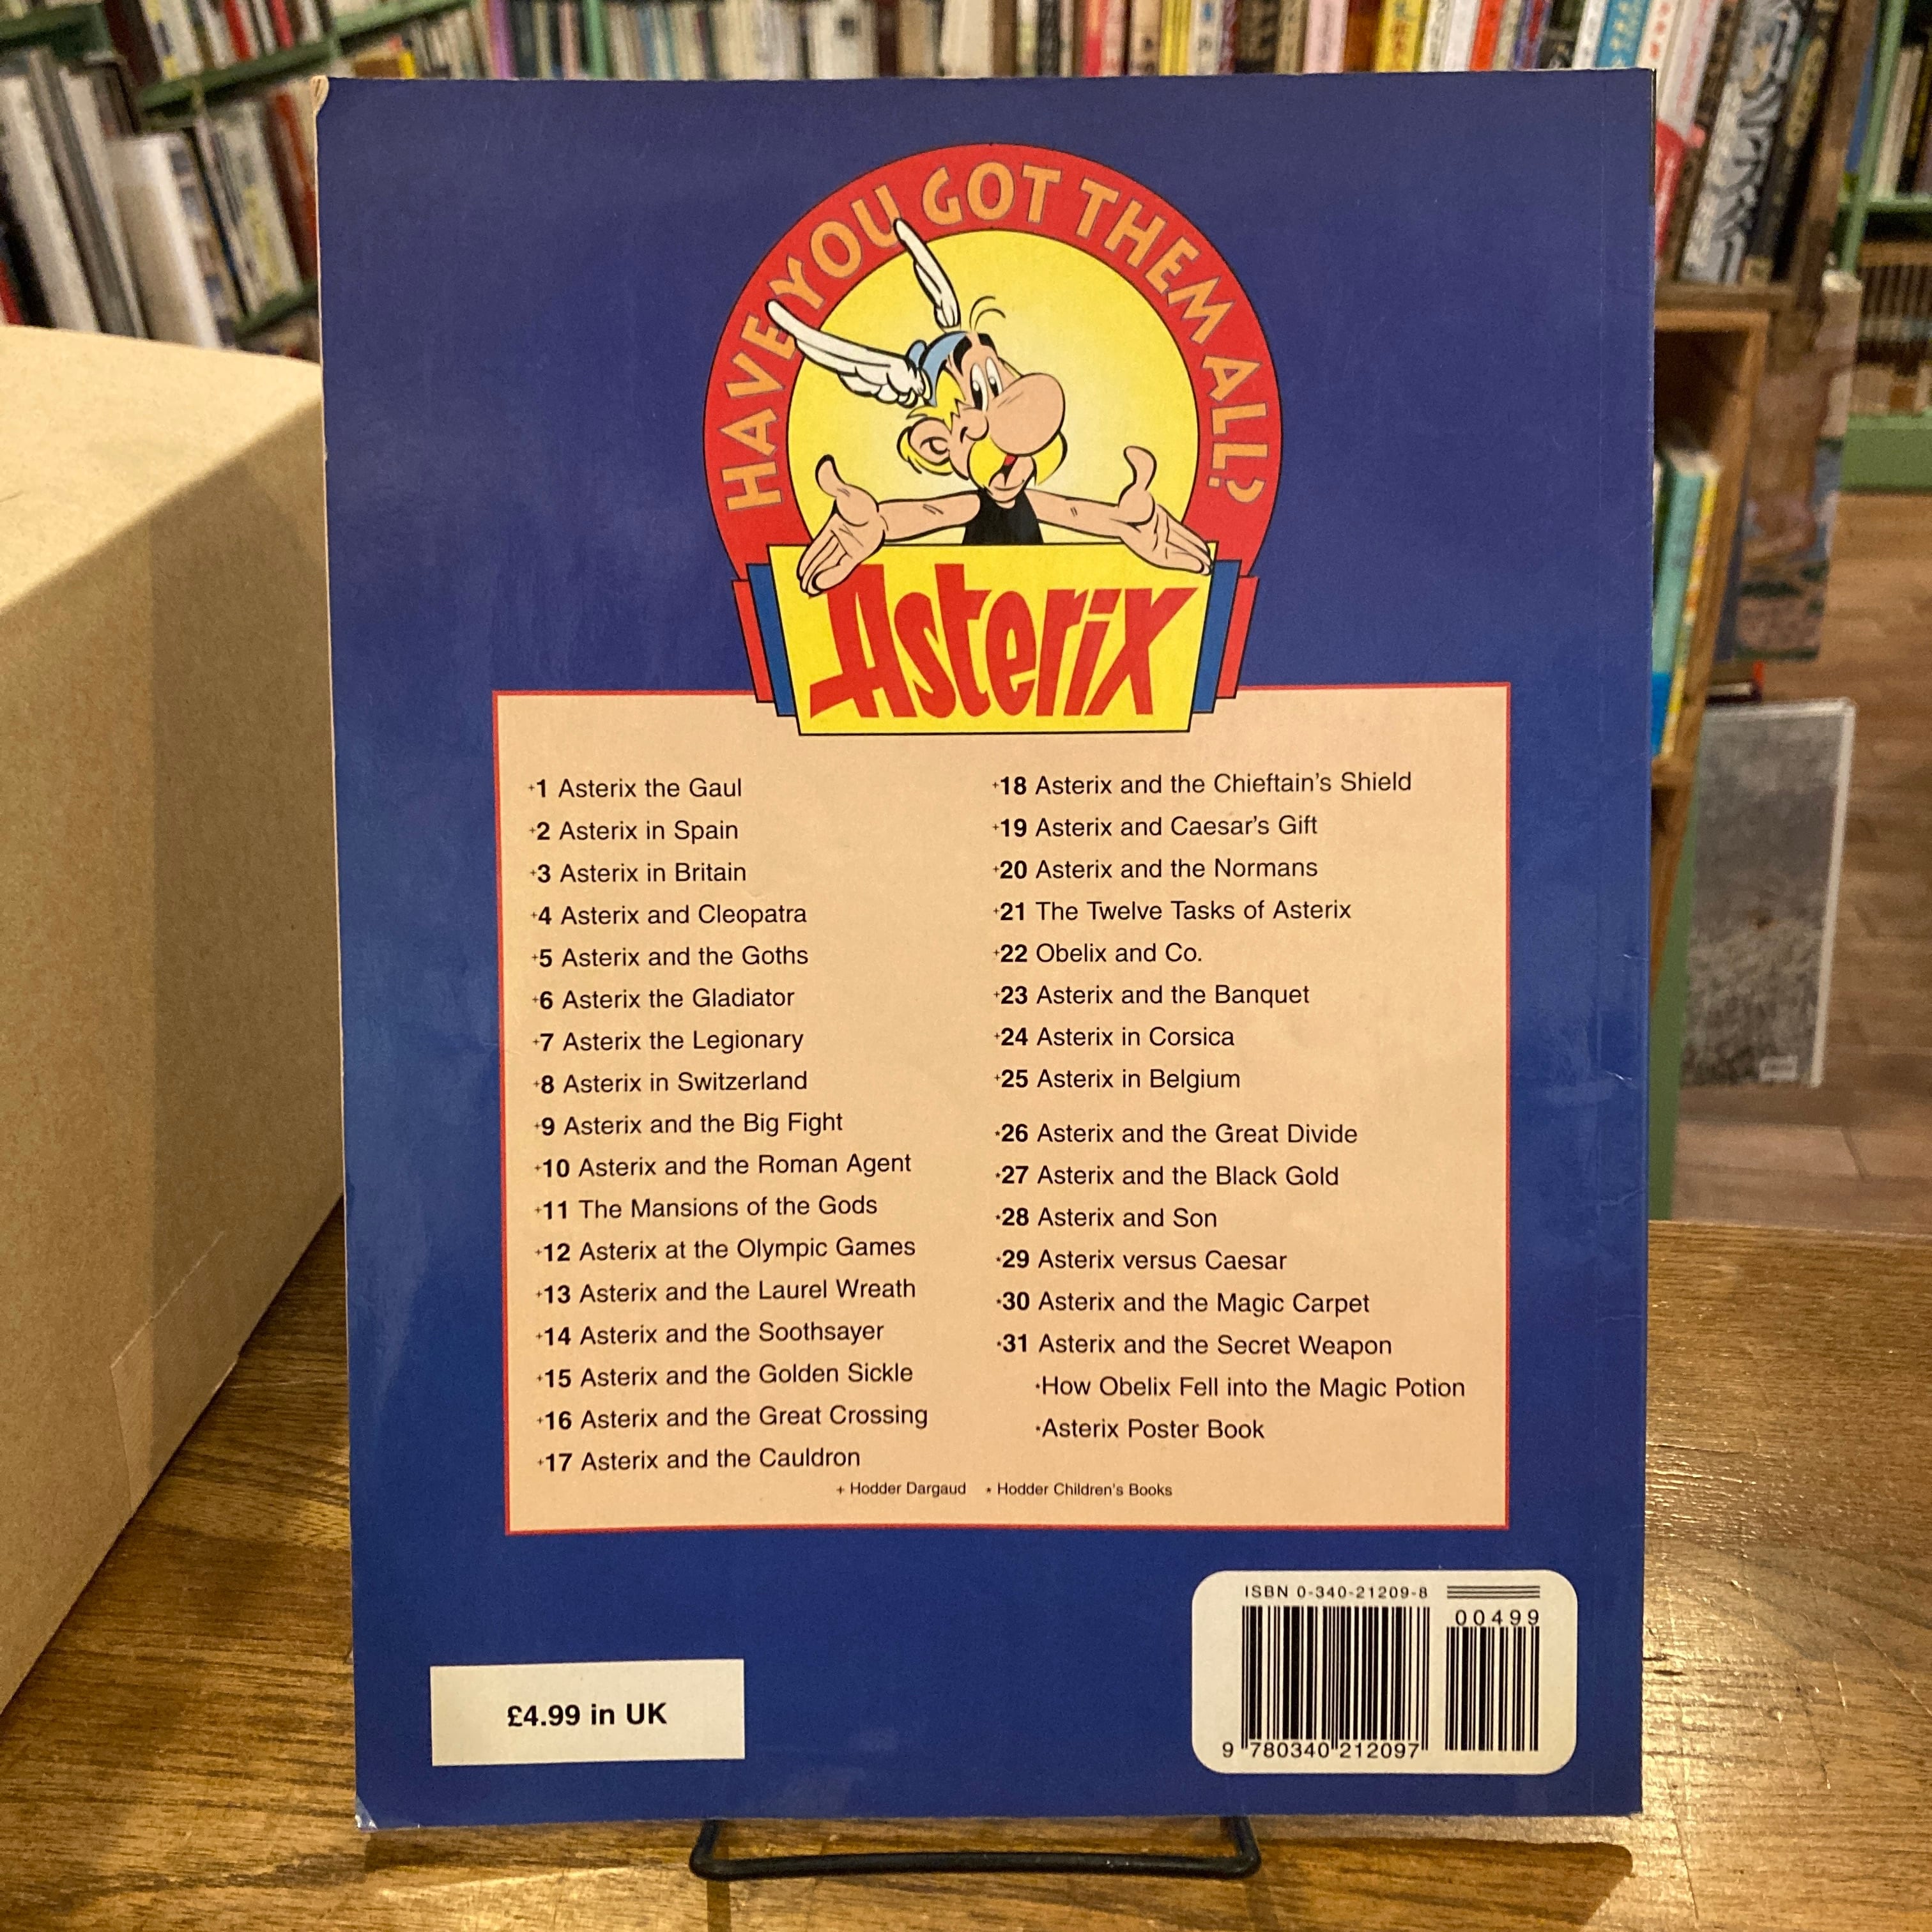 HAVE YOU GOT THEM ALL?
Asterix
+1 Asterix the Gaul
+2 Asterix in Spain
+3 Asterix in Britain
+4 Asterix and Cleopatra
+5 Asterix and the Goths
+6 Asterix the Gladiator
+7 Asterix the Legionary
+8 Asterix in Switzerland
+9 Asterix and the Big Fight
+10 Asterix and the Roman Agent
+11 The Mansions of the Gods
+12 Asterix at the Olympic Games
+13 Asterix and the Laurel Wreath
+14 Asterix and the Soothsayer
+15 Asterix and the Golden Sickle
+16 Asterix and the Great Crossing
+17 Asterix and the Cauldron
+18 Asterix and the Chieftain's Shield
+19 Asterix and Caesar's Gift
+20 Asterix and the Normans
+21 The Twelve Tasks of Asterix
+22 Obelix and Co.
+23 Asterix and the Banquet
+24 Asterix in Corsica
+25 Asterix in Belgium
*26 Asterix and the Great Divide
*27 Asterix and the Black Gold
*28 Asterix and Son
*29 Asterix versus Caesar
*30 Asterix and the Magic Carpet
*31 Asterix and the Secret Weapon
*How Obelix Fell into the Magic Potion
*Asterix Poster Book
+ Hodder Dargaud * Hodder Children's Books
£4.99 in UK
ISBN 0-340-21209-8
00499
9 780340 212097